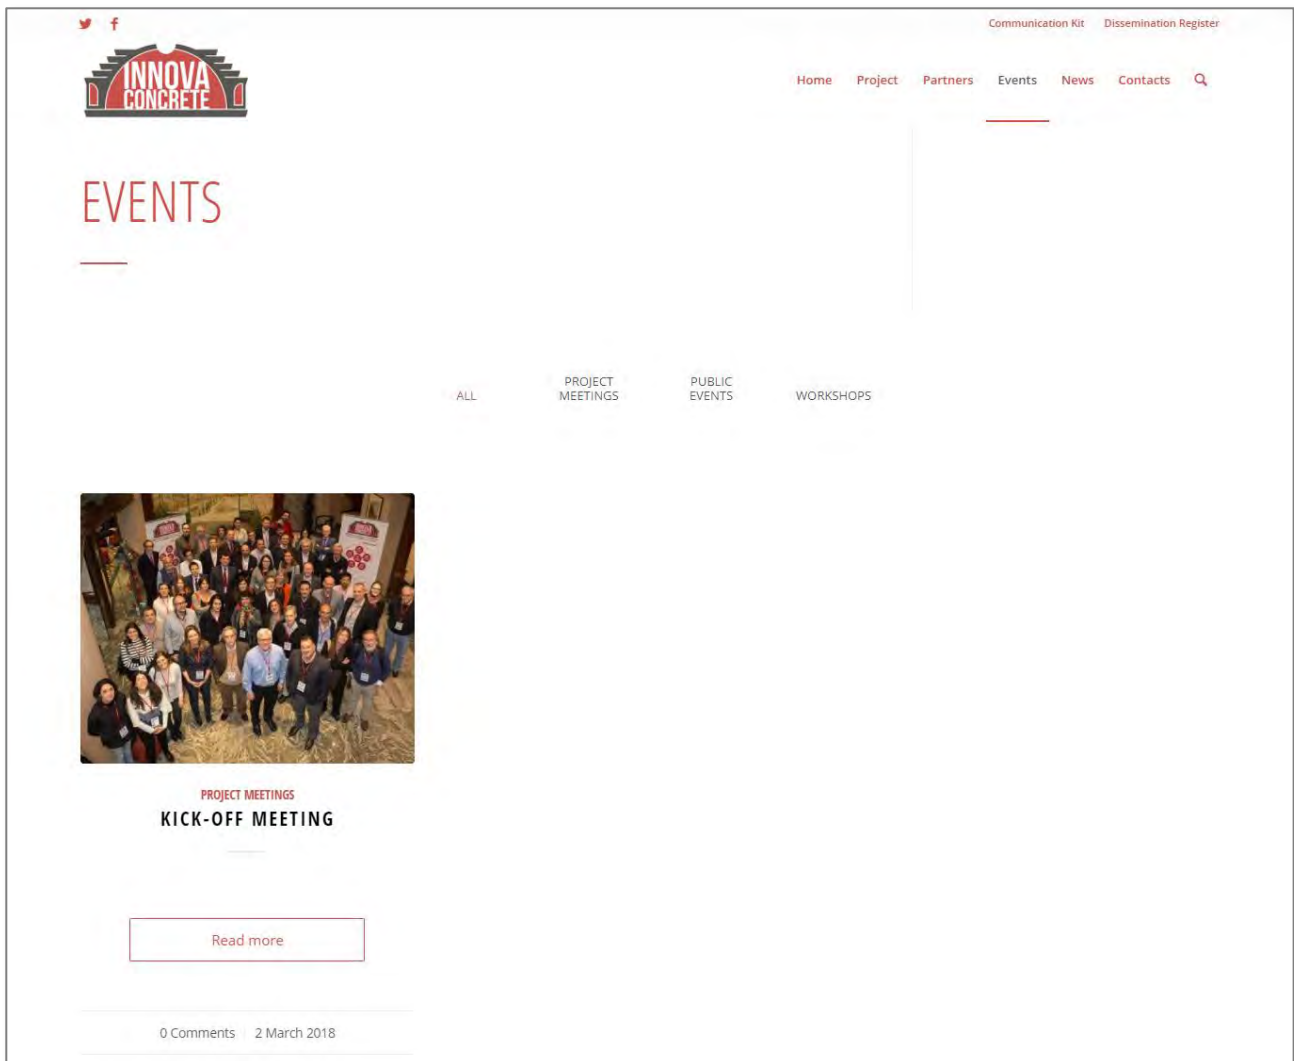 Communication Kit Dissemination Register
INNOVA
CONCRETE
Home Project Partners Events News Contacts
EVENTS
ALL
PROJECT
MEETINGS
PUBLIC
EVENTS
WORKSHOPS
PROJECT MEETINGS
KICK-OFF MEETING
Read more
0 Comments
2 March 2018